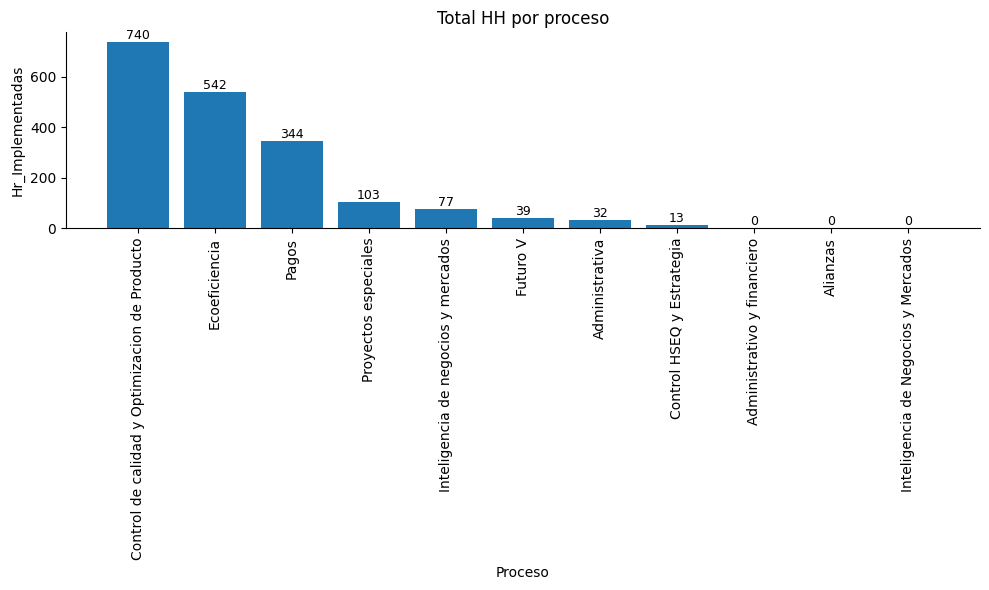 Total HH por proceso
Hr_Implementadas
600
400
200
0
740
542
344
103
77
39
32
13
0
0
0
Control de calidad y Optimizacion de Producto
Ecoeficiencia
Pagos
Proyectos especiales
Inteligencia de negocios y mercados
Futuro V
Administrativa
Control HSEQ y Estrategia
Administrativo y financiero
Alianzas
Inteligencia de Negocios y Mercados
Proceso